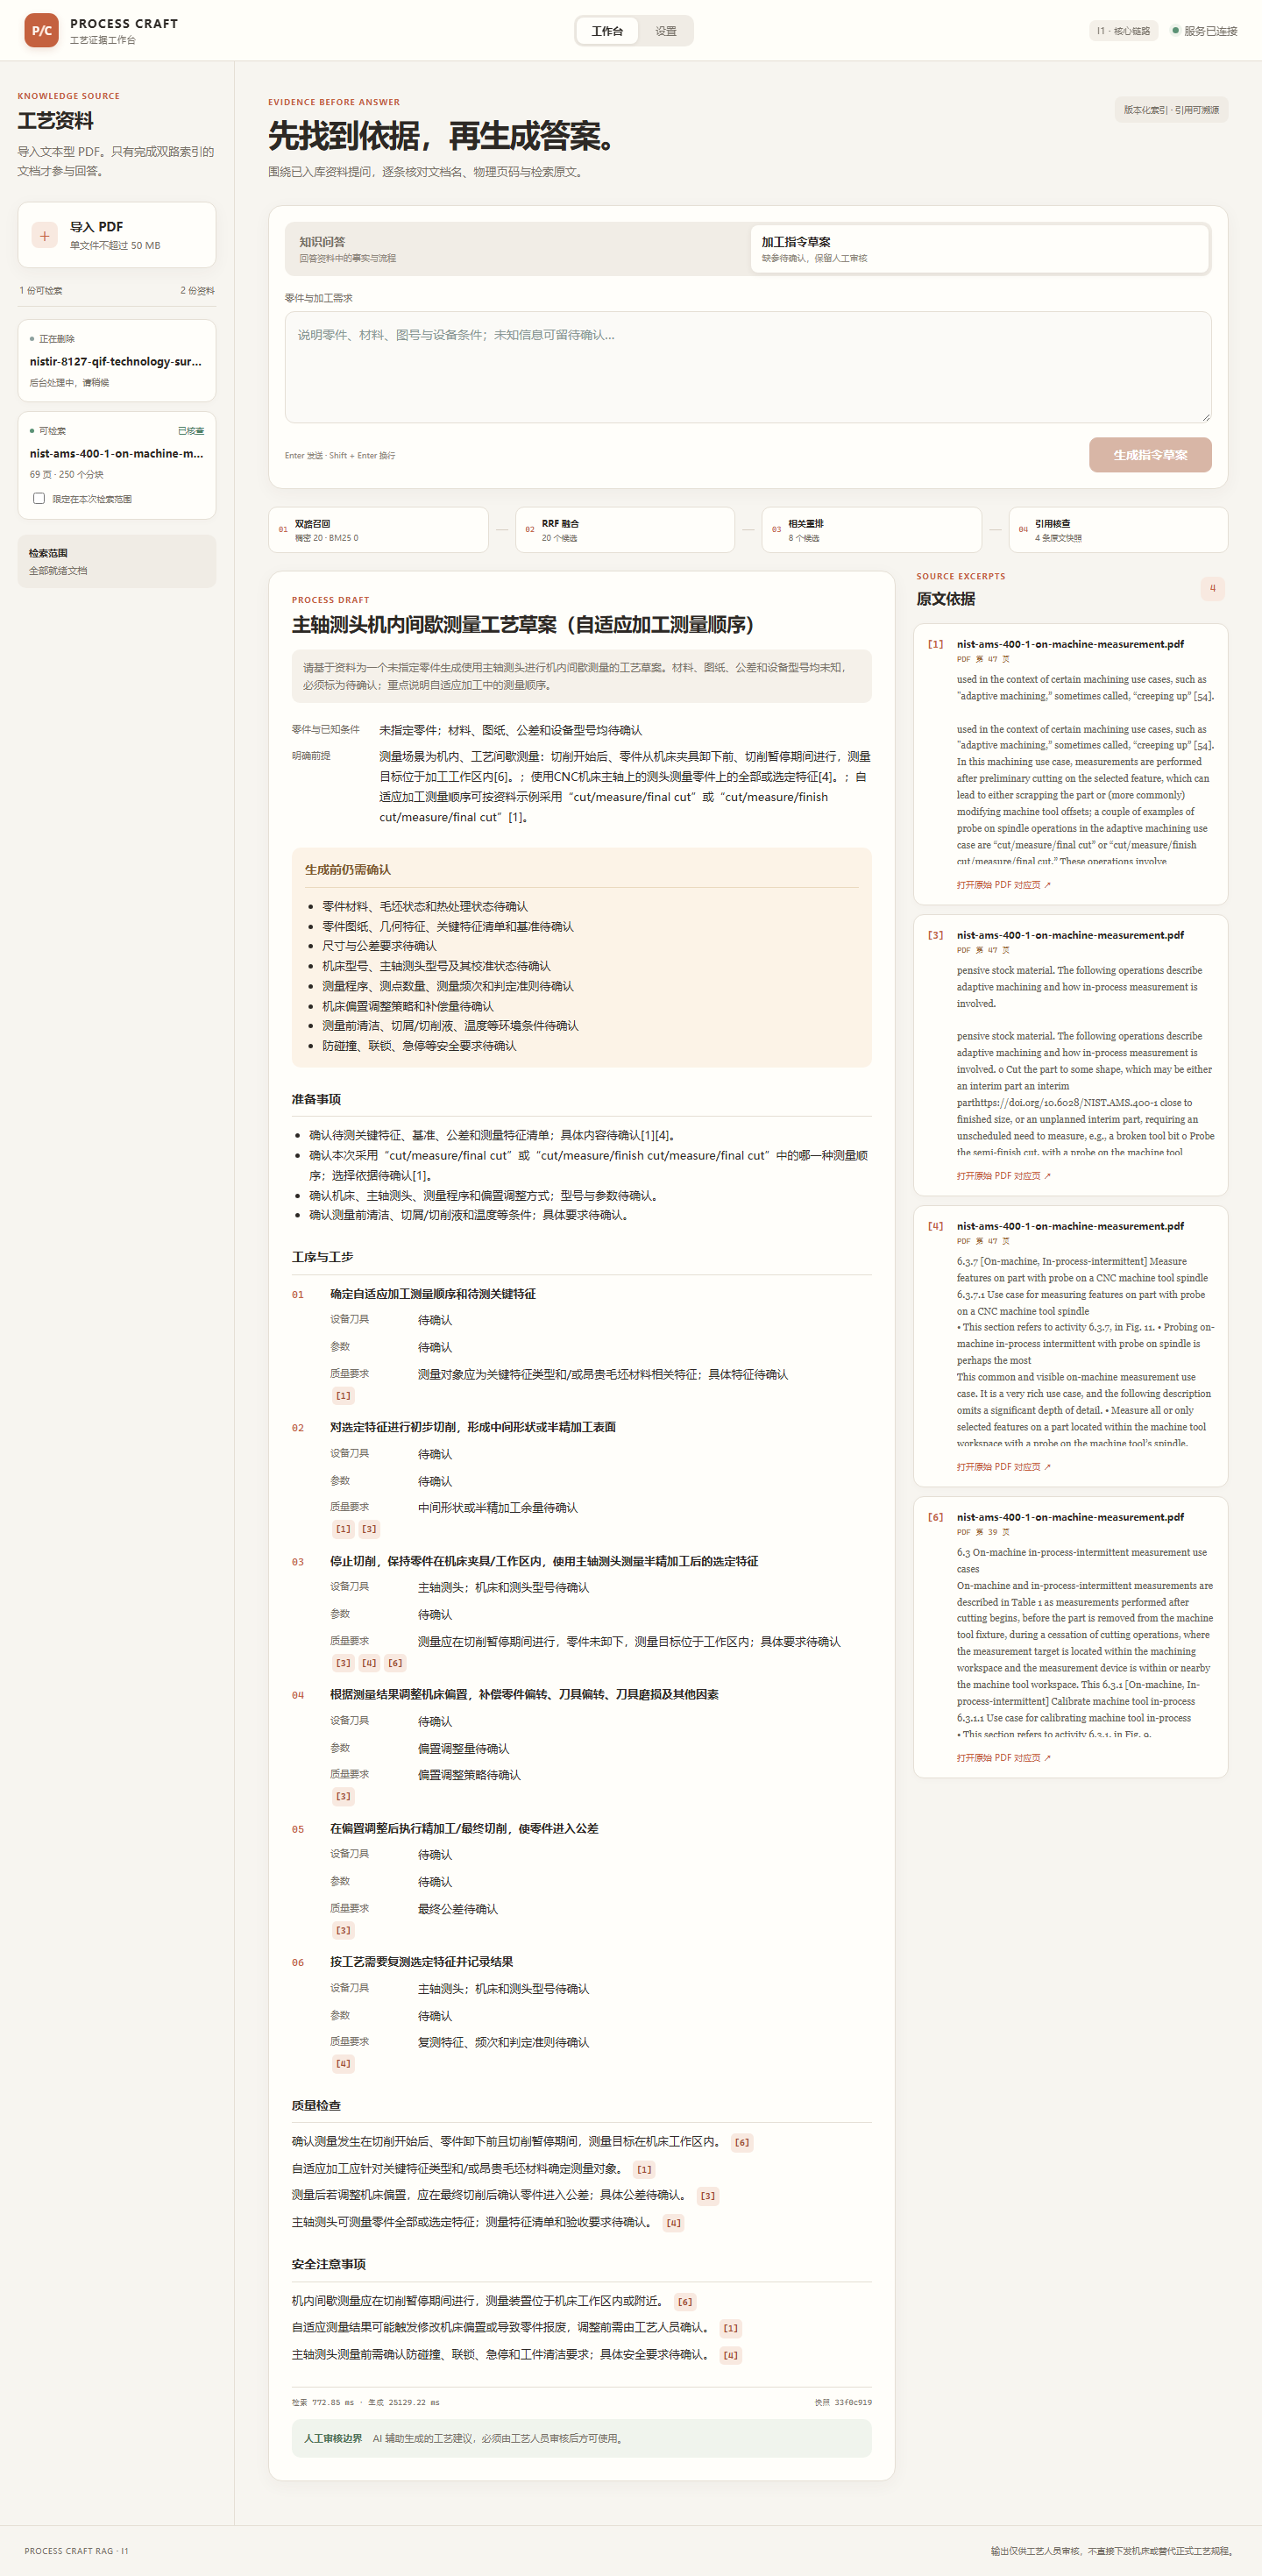 P/C
PROCESS CRAFT
工艺证据工作台
工作台
设置
I1 · 核心链路
服务已连接
KNOWLEDGE SOURCE
工艺资料
导入文本型 PDF。只有完成双路索引的
文档才参与回答。
+
导入 PDF
单文件不超过 50 MB
1 份可检索
2 份资料
正在删除
nistir-8127-qif-technology-sur...
后台处理中，请稍候
可检索
已核查
nist-ams-400-1-on-machine-m...
69 页 · 250 个分块
限定在本次检索范围
检索范围
全部就绪文档
EVIDENCE BEFORE ANSWER
先找到依据，再生成答案。
围绕已入库资料提问，逐条核对文档名、物理页码与检索原文。
版本化索引 · 引用可溯源
知识问答
回答资料中的事实与流程
加工指令草案
缺参待确认，保留人工审核
零件与加工需求
说明零件、材料、图号与设备条件；未知信息可留待确认...
Enter 发送 · Shift + Enter 换行
生成指令草案
01
双路召回
稠密 20 · BM25 0
02
RRF 融合
20 个候选
03
相关重排
8 个候选
04
引用核查
4 条原文快照
PROCESS DRAFT
主轴测头机内间歇测量工艺草案（自适应加工测量顺序）
请基于资料为一个未指定零件生成使用主轴测头进行机内间歇测量的工艺草案。材料、图纸、公差和设备型号均未知，
必须标为待确认；重点说明自适应加工中的测量顺序。
零件与已知条件
未指定零件；材料、图纸、公差和设备型号均待确认
明确前提
测量场景为机内、工艺间歇测量：切削开始后、零件从机床夹具卸下前、切削暂停期间进行，测量
目标位于加工工作区内[6]。；使用CNC机床主轴上的测头测量零件上的全部或选定特征[4]。；自
适应加工测量顺序可按资料示例采用“cut/measure/final cut”或“cut/measure/finish
cut/measure/final cut”[1]。
生成前仍需确认
• 零件材料、毛坯状态和热处理状态待确认
• 零件图纸、几何特征、关键特征清单和基准待确认
• 尺寸与公差要求待确认
• 机床型号、主轴测头型号及其校准状态待确认
• 测量程序、测点数量、测量频次和判定准则待确认
• 机床偏置调整策略和补偿量待确认
• 测量前清洁、切屑/切削液、温度等环境条件待确认
• 防碰撞、联锁、急停等安全要求待确认
准备事项
• 确认待测关键特征、基准、公差和测量特征清单；具体内容待确认[1][4]。
• 确认本次采用“cut/measure/final cut”或“cut/measure/finish cut/measure/final cut”中的哪一种测量顺
序；选择依据待确认[1]。
• 确认机床、主轴测头、测量程序和偏置调整方式；型号与参数待确认。
• 确认测量前清洁、切屑/切削液和温度等条件；具体要求待确认。
工序与工步
01
确定自适应加工测量顺序和待测关键特征
设备刀具
待确认
参数
待确认
质量要求
测量对象应为关键特征类型和/或昂贵毛坯材料相关特征；具体特征待确认
[1]
02
对选定特征进行初步切削，形成中间形状或半精加工表面
设备刀具
待确认
参数
待确认
质量要求
中间形状或半精加工余量待确认
[1] [3]
03
停止切削，保持零件在机床夹具/工作区内，使用主轴测头测量半精加工后的选定特征
设备刀具
主轴测头；机床和测头型号待确认
参数
待确认
质量要求
测量应在切削暂停期间进行，零件未卸下，测量目标位于工作区内；具体要求待确认
[3] [4] [6]
04
根据测量结果调整机床偏置，补偿零件偏转、刀具偏转、刀具磨损及其他因素
设备刀具
待确认
参数
偏置调整量待确认
质量要求
偏置调整策略待确认
[3]
05
在偏置调整后执行精加工/最终切削，使零件进入公差
设备刀具
待确认
参数
待确认
质量要求
最终公差待确认
[3]
06
按工艺需要复测选定特征并记录结果
设备刀具
主轴测头；机床和测头型号待确认
参数
待确认
质量要求
复测特征、频次和判定准则待确认
[4]
质量检查
确认测量发生在切削开始后、零件卸下前且切削暂停期间，测量目标在机床工作区内。 [6]
自适应加工应针对关键特征类型和/或昂贵毛坯材料确定测量对象。 [1]
测量后若调整机床偏置，应在最终切削后确认零件进入公差；具体公差待确认。 [3]
主轴测头可测量零件全部或选定特征；测量特征清单和验收要求待确认。 [4]
安全注意事项
机内间歇测量应在切削暂停期间进行，测量装置位于机床工作区内或附近。 [6]
自适应测量结果可能触发修改机床偏置或导致零件报废，调整前需由工艺人员确认。 [1]
主轴测头测量前需确认防碰撞、联锁、急停和工件清洁要求；具体安全要求待确认。 [4]
检索 772.85 ms · 生成 25129.22 ms
快照 33f0c919
人工审核边界 AI 辅助生成的工艺建议，必须由工艺人员审核后方可使用。
SOURCE EXCERPTS
原文依据
4
[1]
nist-ams-400-1-on-machine-measurement.pdf
PDF 第 47 页
used in the context of certain machining use cases, such as
"adaptive machining," sometimes called, “creeping up” [54].
used in the context of certain machining use cases, such as
"adaptive machining," sometimes called, “creeping up” [54].
In this machining use case, measurements are performed
after preliminary cutting on the selected feature, which can
lead to either scrapping the part or (more commonly)
modifying machine tool offsets; a couple of examples of
probe on spindle operations in the adaptive machining use
case are “cut/measure/final cut” or “cut/measure/finish
cut/measure/final cut.” These operations involve
打开原始 PDF 对应页 ↗
[3]
nist-ams-400-1-on-machine-measurement.pdf
PDF 第 47 页
pensive stock material. The following operations describe
adaptive machining and how in-process measurement is
involved.
pensive stock material. The following operations describe
adaptive machining and how in-process measurement is
involved. o Cut the part to some shape, which may be either
an interim part an interim
parthttps://doi.org/10.6028/NIST.AMS.400-1 close to
finished size, or an unplanned interim part, requiring an
unscheduled need to measure, e.g., a broken tool bit o Probe
the semi-finish cut, with a probe on the machine tool
打开原始 PDF 对应页 ↗
[4]
nist-ams-400-1-on-machine-measurement.pdf
PDF 第 47 页
6.3.7 [On-machine, In-process-intermittent] Measure
features on part with probe on a CNC machine tool spindle
6.3.7.1 Use case for measuring features on part with probe
on a CNC machine tool spindle
• This section refers to activity 6.3.7, in Fig. 11. • Probing on-
machine in-process intermittent with probe on spindle is
perhaps the most
This common and visible on-machine measurement use
case. It is a very rich use case, and the following description
omits a significant depth of detail. • Measure all or only
selected features on a part located within the machine tool
workspace with a probe on the machine tool’s spindle.
打开原始 PDF 对应页 ↗
[6]
nist-ams-400-1-on-machine-measurement.pdf
PDF 第 39 页
6.3 On-machine in-process-intermittent measurement use
cases
On-machine and in-process-intermittent measurements are
described in Table 1 as measurements performed after
cutting begins, before the part is removed from the machine
tool fixture, during a cessation of cutting operations, where
the measurement target is located within the machining
workspace and the measurement device is within or nearby
the machine tool workspace. This 6.3.1 [On-machine, In-
process-intermittent] Calibrate machine tool in-process
6.3.1.1 Use case for calibrating machine tool in-process
• This section refers to activity 6.3.1, in Fig. 9.
打开原始 PDF 对应页 ↗
PROCESS CRAFT RAG · I1
输出仅供工艺人员审核，不直接下发机床或替代正式工艺规程。